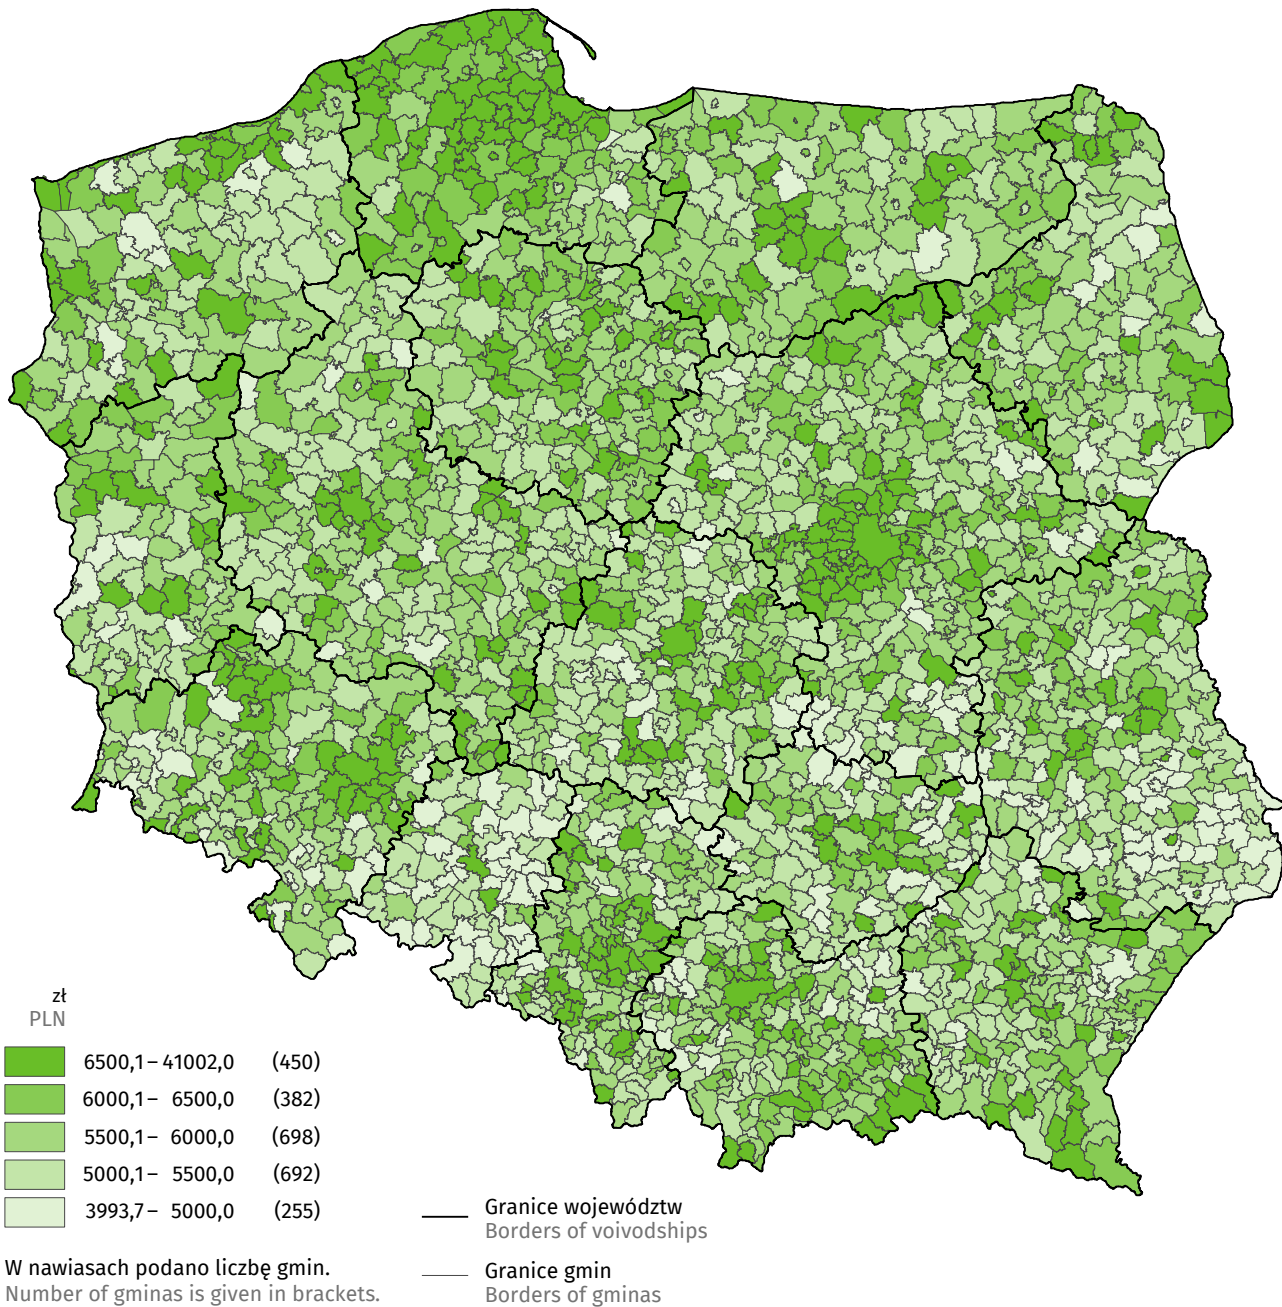 zł
PLN
6500,1 – 41002,0 (450)
6000,1 – 6500,0 (382)
5500,1 – 6000,0 (698)
5000,1 – 5500,0 (692)
3993,7 – 5000,0 (255)
Granice województw
Borders of voivodships
W nawiasach podano liczbę gmin.
Number of gminas is given in brackets.
Granice gmin
Borders of gminas